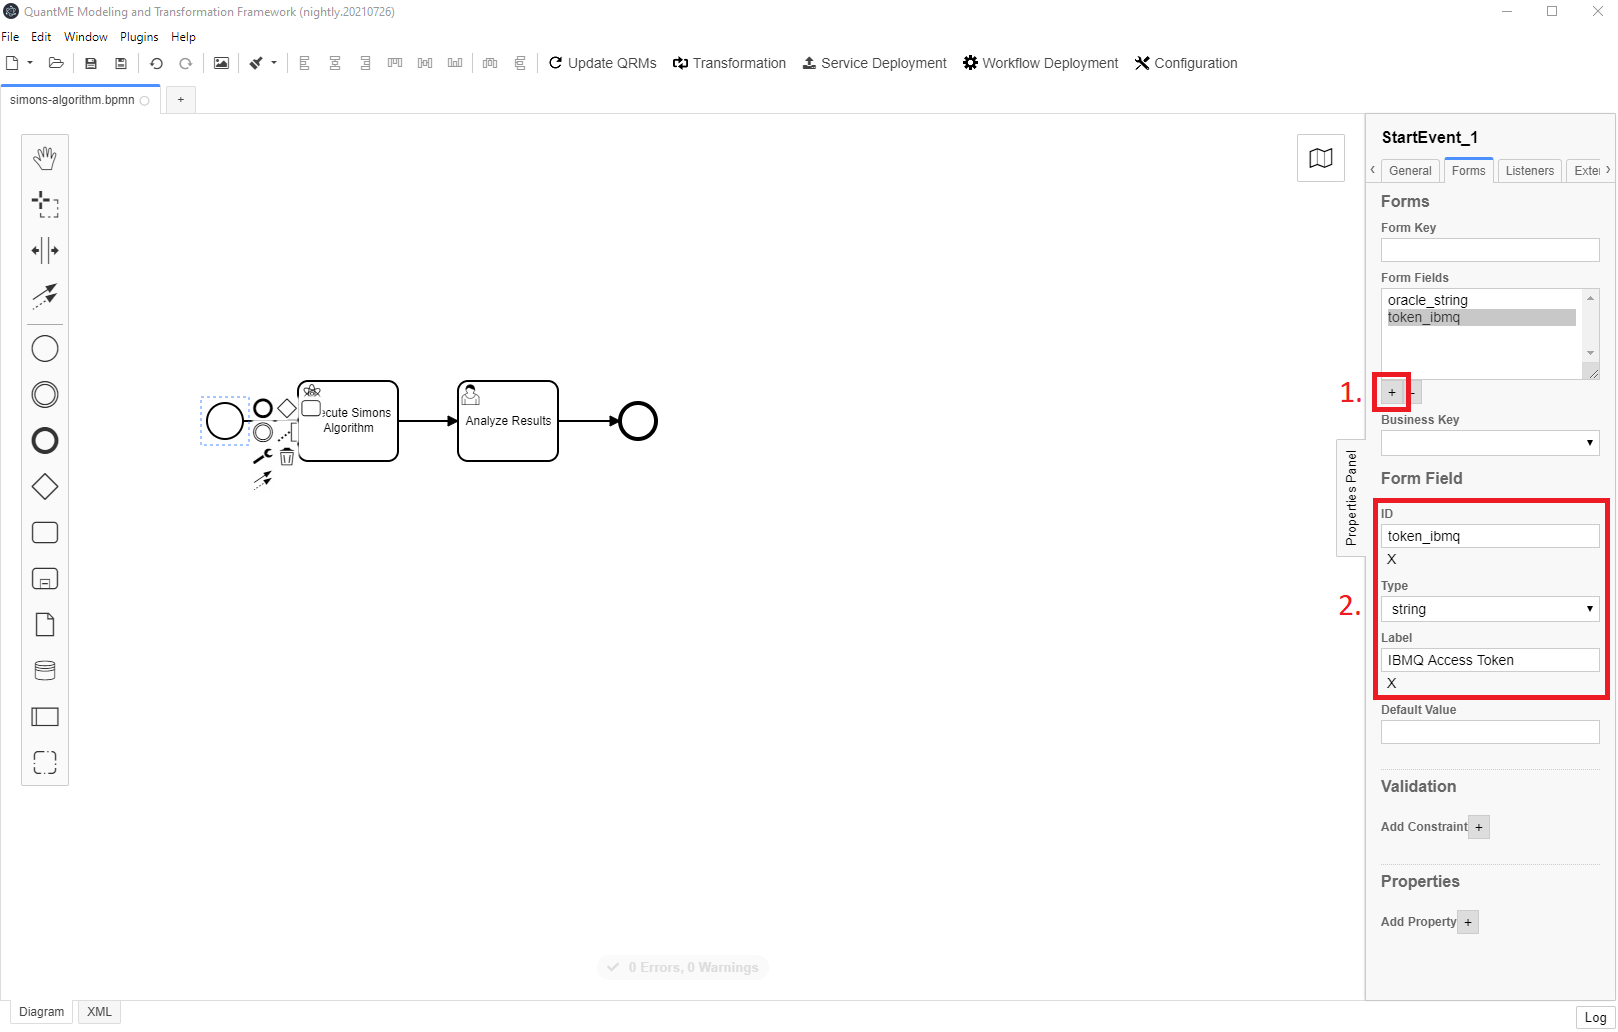 QuantME Modeling and Transformation Framework (nightly.20210726)
File Edit Window Plugins Help
Update QRMs Transformation Service Deployment Workflow Deployment Configuration
simons-algorithm.bpmn +
StartEvent_1
General Forms Listeners Exte
Forms
Form Key
Form Fields
oracle_string
token_ibmq
1. + -
Business Key
Form Field
ID
token_ibmq
X
Type
2. string
Label
IBMQ Access Token
X
Default Value
Validation
Add Constraint +
Properties
Add Property +
Properties Panel
ecute Simons
Algorithm
Analyze Results
0 Errors, 0 Warnings
Diagram XML
Log